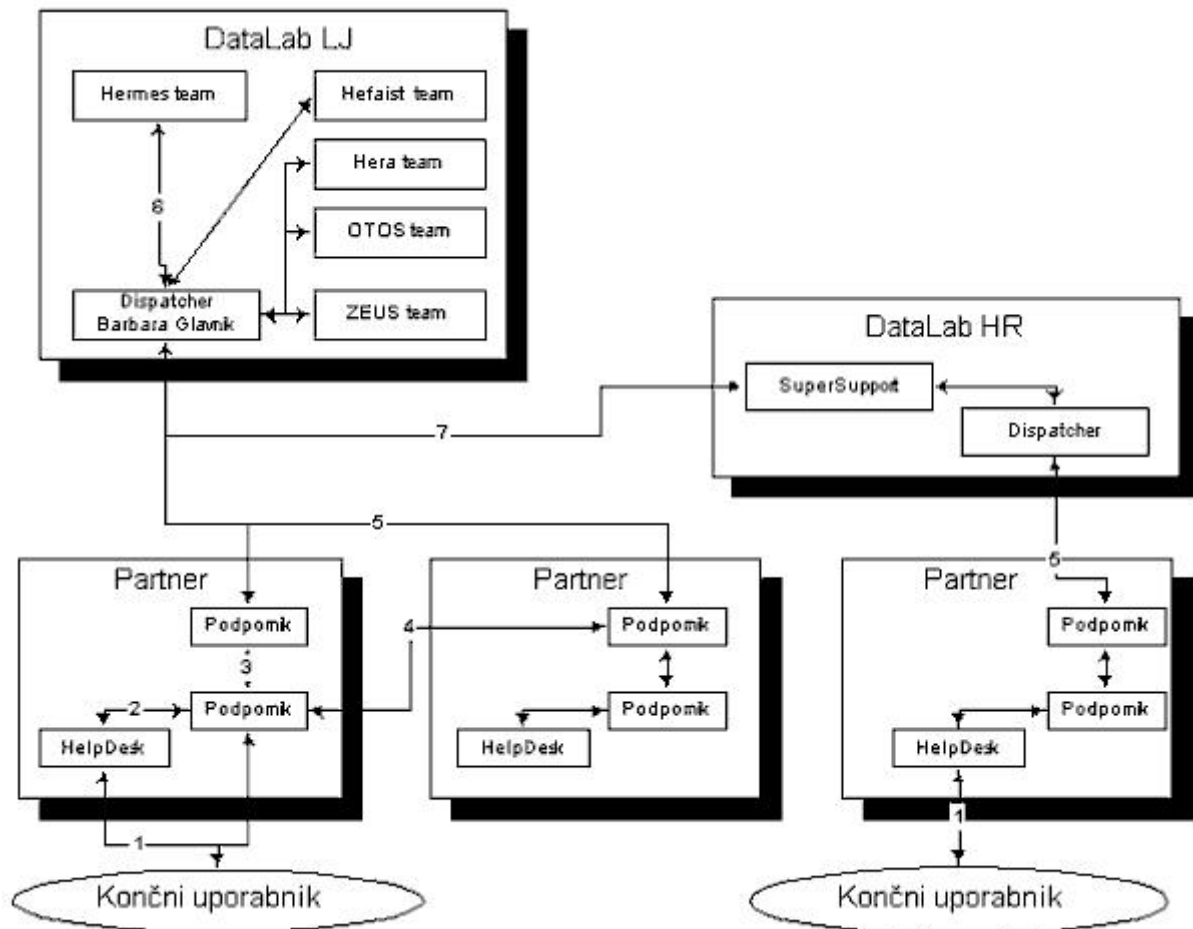 DataLab LJ
Hermes team
Hefaist team
Hera team
6
OTOS team
Dispatcher
Barbara Glavnik
ZEUS team
DataLab HR
SuperSupport
7
Dispatcher
5
Partner
Partner
5
Partner
Podpornik
4
Podpornik
Podpornik
3
2
Podpornik
Podpornik
Podpornik
HelpDesk
HelpDesk
HelpDesk
1
1
Končni uporabnik
Končni uporabnik